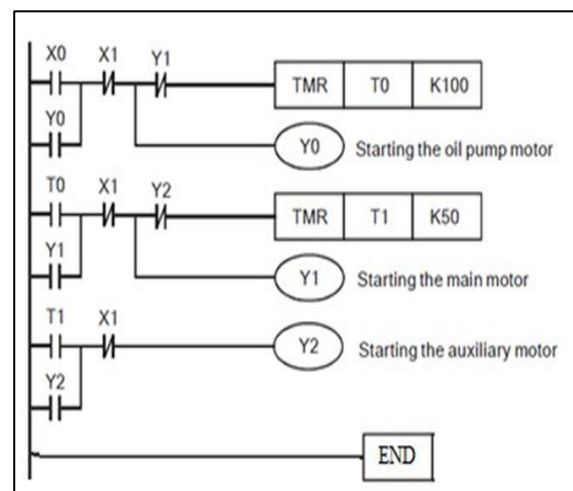 X0 X1 Y1
TMR T0 K100
Y0
Y0 Starting the oil pump motor
T0 X1 Y2
TMR T1 K50
Y1
Y1 Starting the main motor
T1 X1
Y2 Starting the auxiliary motor
Y2
END